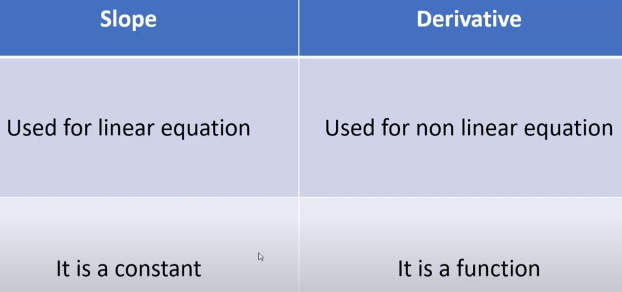 Slope
Derivative
Used for linear equation
Used for non linear equation
It is a constant
It is a function